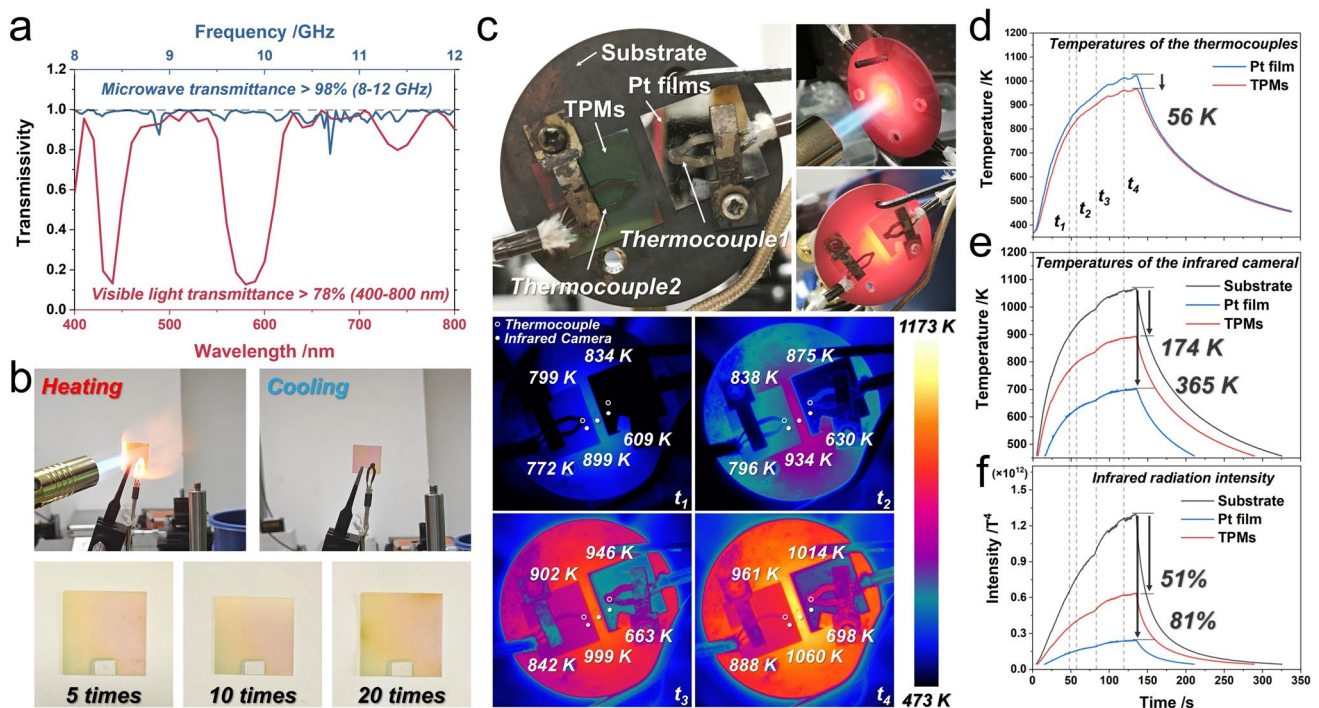 a
Frequency /GHz
8 9 10 11 12
1.2
1.0
0.8
0.6
0.4
0.2
0.0
Transmissivity
Microwave transmittance > 98% (8-12 GHz)
Visible light transmittance > 78% (400-800 nm)
400 500 600 700 800
Wavelength /nm
b
Heating
Cooling
5 times
10 times
20 times
c
Substrate
Pt films
TPMs
Thermocouple1
Thermocouple2
Thermocouple
Infrared Camera
834 K
799 K
609 K
772 K
899 K
t1
875 K
838 K
630 K
796 K
934 K
t2
946 K
902 K
663 K
842 K
999 K
t3
1014 K
961 K
698 K
888 K
1060 K
t4
1173 K
473 K
d
Temperatures of the thermocouples
Pt film
TPMs
56 K
t1
t2
t3
t4
Temperature /K
1200
1100
1000
900
800
700
600
500
400
e
Temperatures of the infrared cameral
Substrate
Pt film
TPMs
174 K
365 K
Temperature /K
1200
1100
1000
900
800
700
600
500
f
(×10¹²)
Infrared radiation intensity
Substrate
Pt film
TPMs
51%
81%
Intensity /T⁴
1.5
1.2
0.9
0.6
0.3
0.0
0 50 100 150 200 250 300 350
Time /s